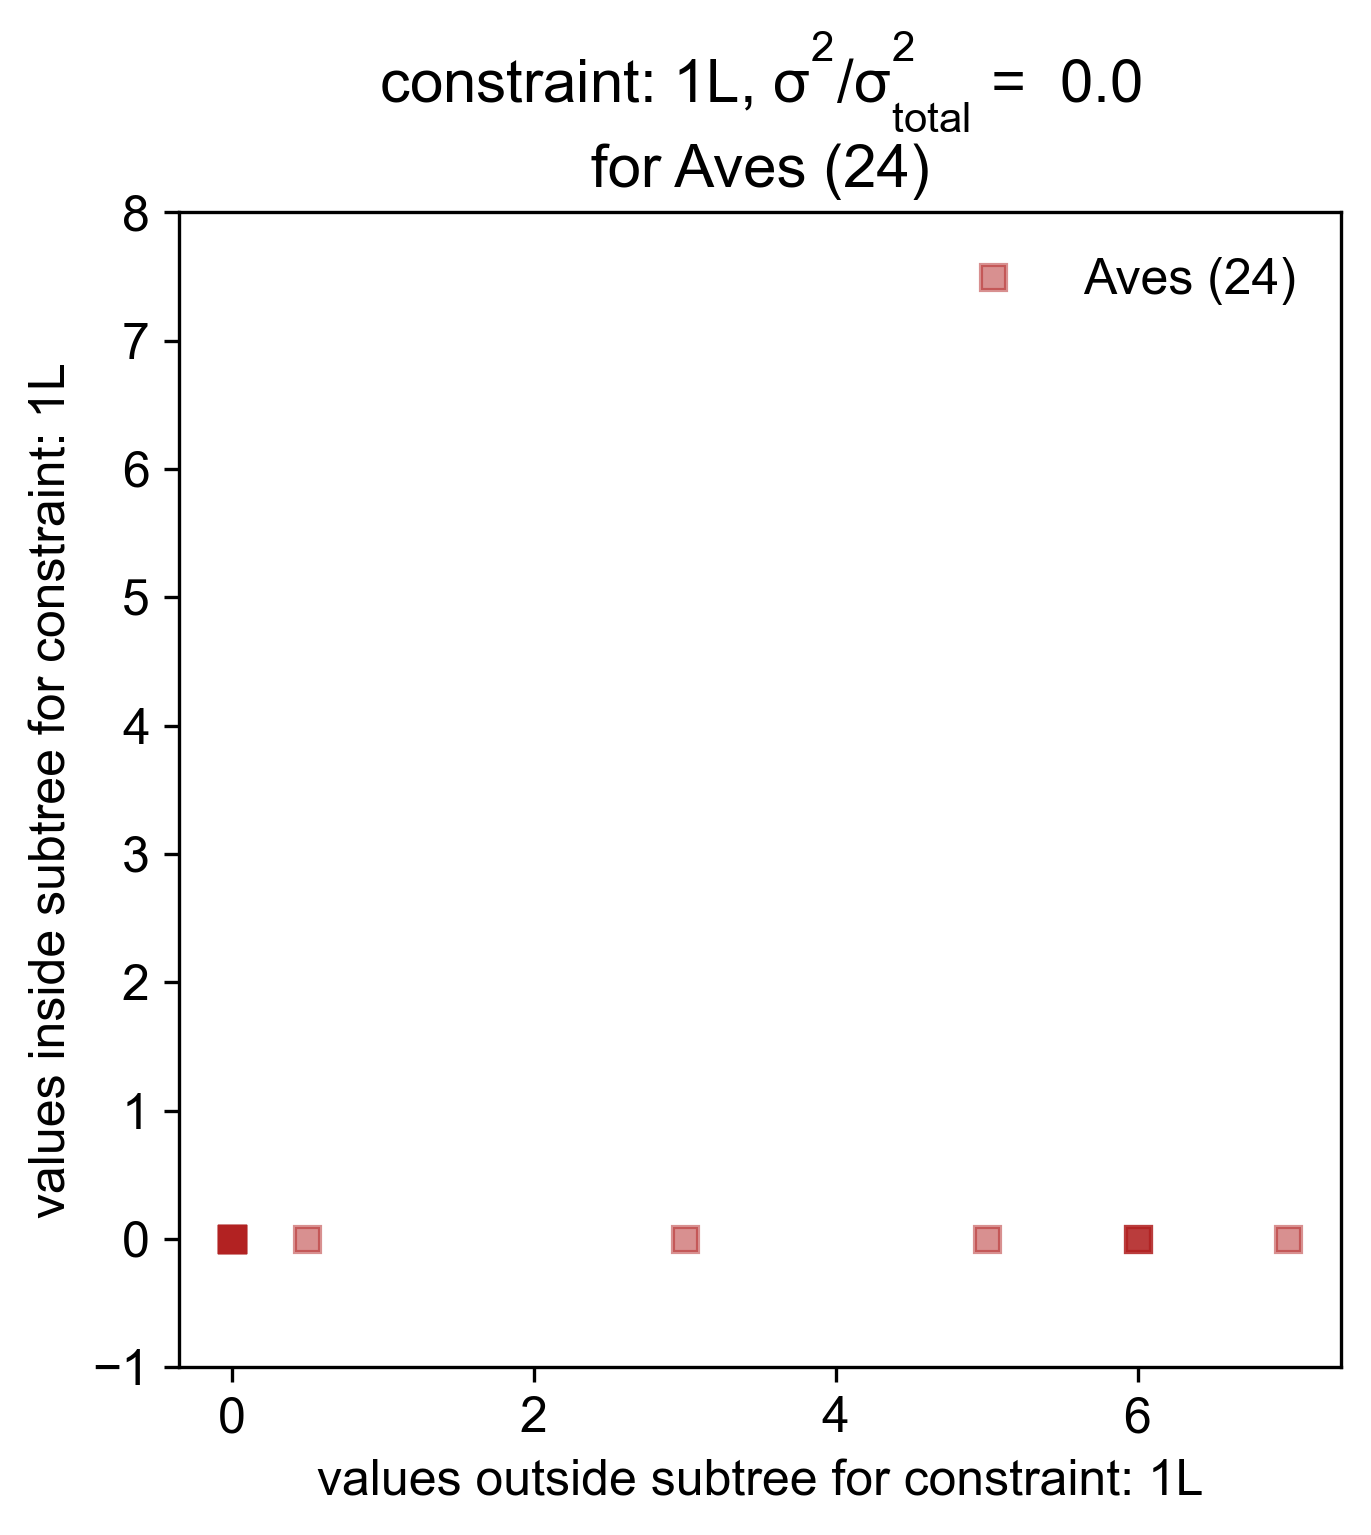 constraint: 1L, σ²/σ²total = 0.0
for Aves (24)
Aves (24)
8
7
6
5
4
3
2
1
0
−1
values inside subtree for constraint: 1L
0 2 4 6
values outside subtree for constraint: 1L